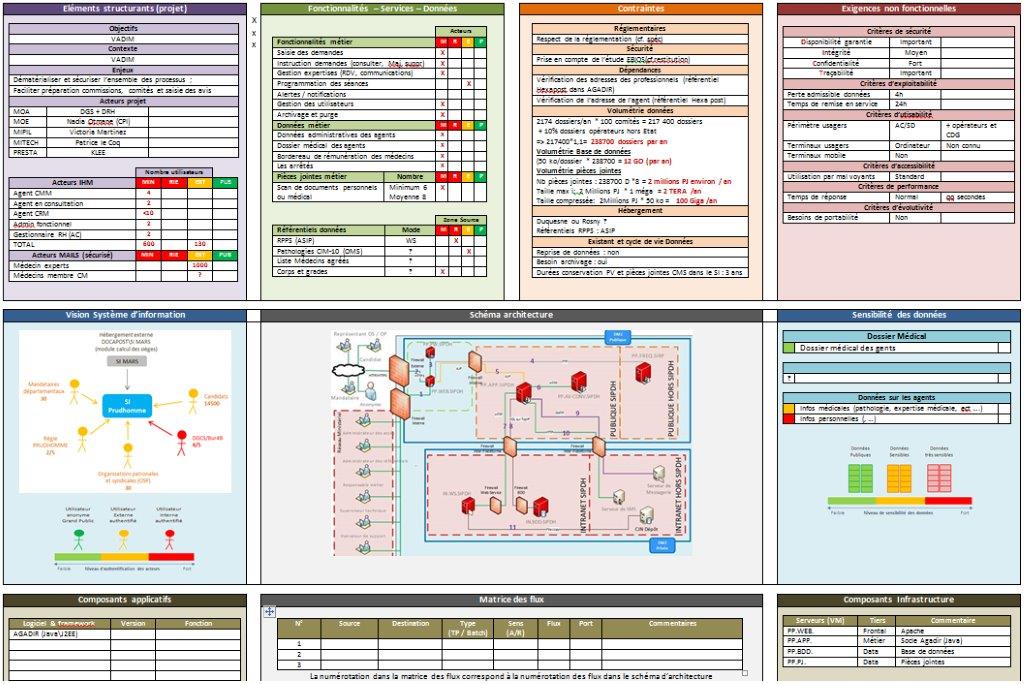 Eléments structurants (projet)
Objectifs
VADIM
Contexte
VADIM
Enjeux
Dématérialiser et sécuriser l'ensemble des processus ;
Faciliter préparation commissions, comités et saisie des avis
Acteurs projet
MOA DGS + DRH
MOE Nadia Osmane (CPI)
MIPIL Victoria Martinez
MITECH Patrice le Coq
PRESTA KLEE
Nombre utilisateurs
Acteurs IHM MIN RIE EXT PUB
Agent CMM 4
Agent en consultation 2
Agent CRM <10
Admin fonctionnel 2
Gestionnaire RH (AC) 2
TOTAL 600 130
Acteurs MAILS (sécurisé) MIN RIE EXT PUB
Médecin experts 1000
Médecins membre CM ?
X
X
X
Fonctionnalités – Services – Données
Acteurs
Fonctionnalités métier M R E P
Saisie des demandes X
Instruction demandes (consulter, Maj, suppr) X
Gestion expertises (RDV, communications) X
Programmation des séances X
Alertes / notifications
Gestion des utilisateurs X
Archivage et purge X
Données métier M R E P
Données administratives des agents X
Dossier médical des agents X
Bordereau de rémunération des médecins X
Les arrêtés X
Pièces jointes métier Nombre M R E P
Scan de documents personnels ou médical Minimum 6 Moyenne 8 X
Zone Source
Référentiels données Mode M R E P
RPPS (ASIP) WS X
Pathologies CIM-10 (OMS) ? X
Liste Médecins agréées ?
Corps et grades ? X
Contraintes
Réglementaires
Respect de la réglementation (cf. spéc)
Sécurité
Prise en compte de l'étude EBIOS(cf.restitution)
Dépendances
Vérification des adresses des professionnels (référentiel
Hexapost dans AGADIR)
Vérification de l'adresse de l'agent (référentiel Hexa post)
Volumétrie données
2174 dossiers/an * 100 comités = 217 400 dossiers
+ 10% dossiers opérateurs hors Etat
=> 217400*1,1= 238700 dossiers (par an)
Volumétrie Base de données
(50 ko/dossier * 238700 = 12 GO (par an)
Volumétrie pièces jointes
Nb pièces jointes : 238700 D *8 = 2 millions PJ environ / an
Taille max : 2 Millions PJ * 1 méga = 2 TERA /an
Taille compressée: 2Millions PJ * 50 ko = 100 Giga /an
Hébergement
Duquesne ou Rosny ?
Référentiels RPPS : ASIP
Existant et cycle de vie Données
Reprise de données : non
Besoin archivage : oui
Durées conservation PV et pièces jointes CMS dans le SI : 3 ans
Exigences non fonctionnelles
Critères de sécurité
Disponibilité garantie Important
Intégrité Moyen
Confidentialité Fort
Traçabilité Important
Critères d'exploitabilité
Perte admissible données 4h
Temps de remise en service 24h
Critères d'utilisabilité
Périmètre usagers AC/SD + opérateurs et CDG
Terminaux usagers Ordinateur Non connu
Terminaux mobile Non
Critères d'accessibilité
Utilisation par mal voyants Standard
Critères de performance
Temps de réponse Normal qq secondes
Critères d'évolutivité
Besoins de portabilité Non
Vision Système d'information
Hébergement externe
DOCAPOST\SI MARS
(module calcul des sièges)
SI MARS
Mandataires
départementaux
30
SI
Prudhomme
Candidats
14500
Régie
PRUDHOMME
2/5
DGCS/Bur4B
4/5
Organisations patronales
et syndicales (OSP)
30
Utilisateur
anonyme
Grand Public
Utilisateur
Externe
authentifié
Utilisateur
Interne
authentifié
Faible Niveau d'authentification des acteurs Fort
Schéma architecture
Représentant OS / OP
Candidat
Mandataire
Anonyme
DMZ
Publique
PP.WEB.SIPDH
PP.APP.SIPDH
PP.AV-CONV.SIPDH
4
5
6
9
10
PUBLIQUE SIPDH
PUBLIQUE HORS SIPDH
Responsable métier
Firewall
Web Service
Firewall
BDD
IN.WS.SIPDH
IN.BDD.SIPDH
11
INTRANET SIPDH
Serveur de
Messagerie
Serveur de SMS
CIN Dépôt
INTRANET HORS SIPDH
DMZ
Privée
Sensibilité des données
Dossier Médical
Dossier médical des gents
?
Données sur les agents
Infos médicales (pathologie, expertise médicale, ect ...)
Infos personnelles (, ...)
Données
Publiques
Données
Sensibles
Données
très sensibles
Faible Niveau de sensibilité des données Fort
Composants applicatifs
Logiciel & framework Version Fonction
AGADIR (Java\J2EE)
Matrice des flux
N° Source Destination Type (TP / Batch) Sens (A/R) Flux Port Commentaires
1
2
3
La numérotation dans la matrice des flux correspond à la numérotation des flux dans le schéma d'architecture
Composants Infrastructure
Serveurs (VM) Tiers Commentaire
PP.WEB. Frontal Apache
PP.APP. Métier Socle Agadir (Java)
PP.BDD. Data Base de données
PP.PJ. Data Pièces jointes